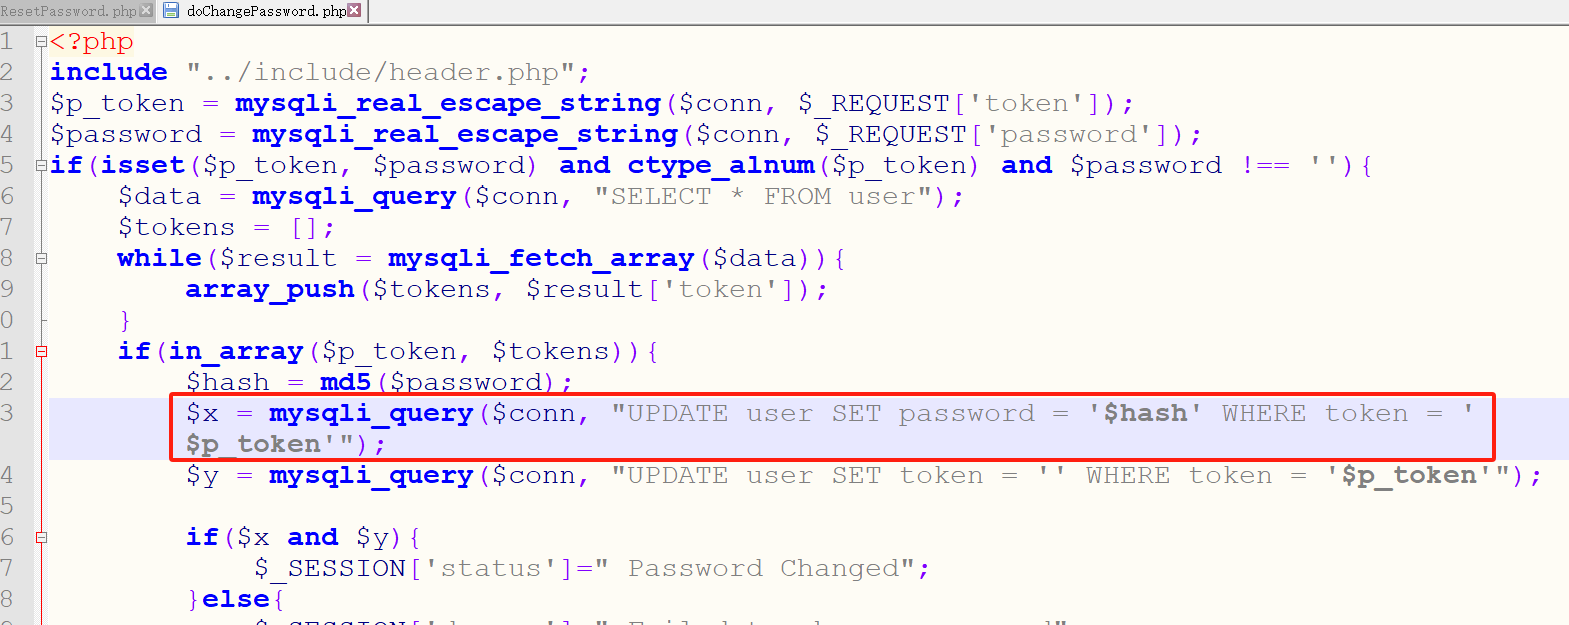 ResetPassword.php doChangePassword.php
1 <?php
2 include "../include/header.php";
3 $p_token = mysqli_real_escape_string($conn, $_REQUEST['token']);
4 $password = mysqli_real_escape_string($conn, $_REQUEST['password']);
5 if(isset($p_token, $password) and ctype_alnum($p_token) and $password !== ''){
6 $data = mysqli_query($conn, "SELECT * FROM user");
7 $tokens = [];
8 while($result = mysqli_fetch_array($data)){
9 array_push($tokens, $result['token']);
0 }
1 if(in_array($p_token, $tokens)){
2 $hash = md5($password);
3 $x = mysqli_query($conn, "UPDATE user SET password = '$hash' WHERE token = '
$p_token'");
4 $y = mysqli_query($conn, "UPDATE user SET token = '' WHERE token = '$p_token'");
5
6 if($x and $y){
7 $_SESSION['status']=" Password Changed";
8 }else{